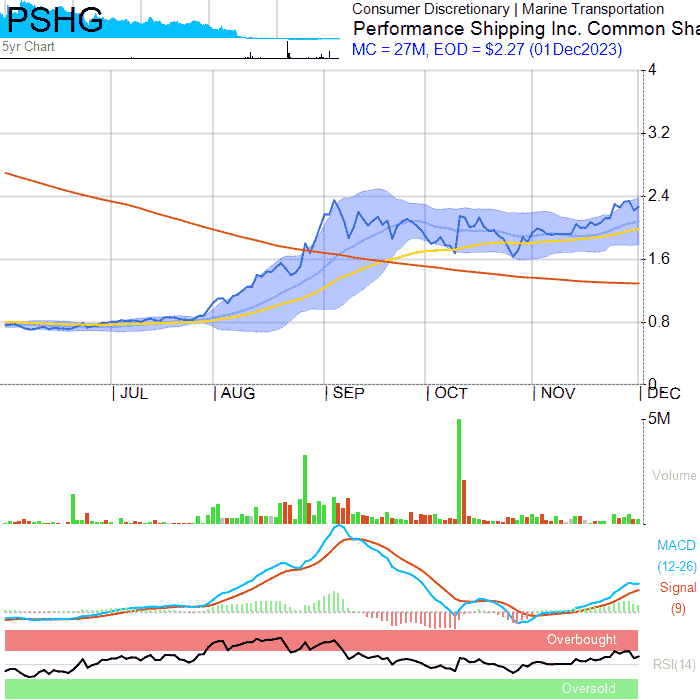 PSHG
5yr Chart
Consumer Discretionary | Marine Transportation
Performance Shipping Inc. Common Sha
MC = 27M, EOD = $2.27 (01Dec2023)
4
3.2
2.4
1.6
0.8
0
JUL
AUG
SEP
OCT
NOV
DEC
5M
Volume
MACD
(12-26)
Signal
(9)
Overbought
RSI(14)
Oversold